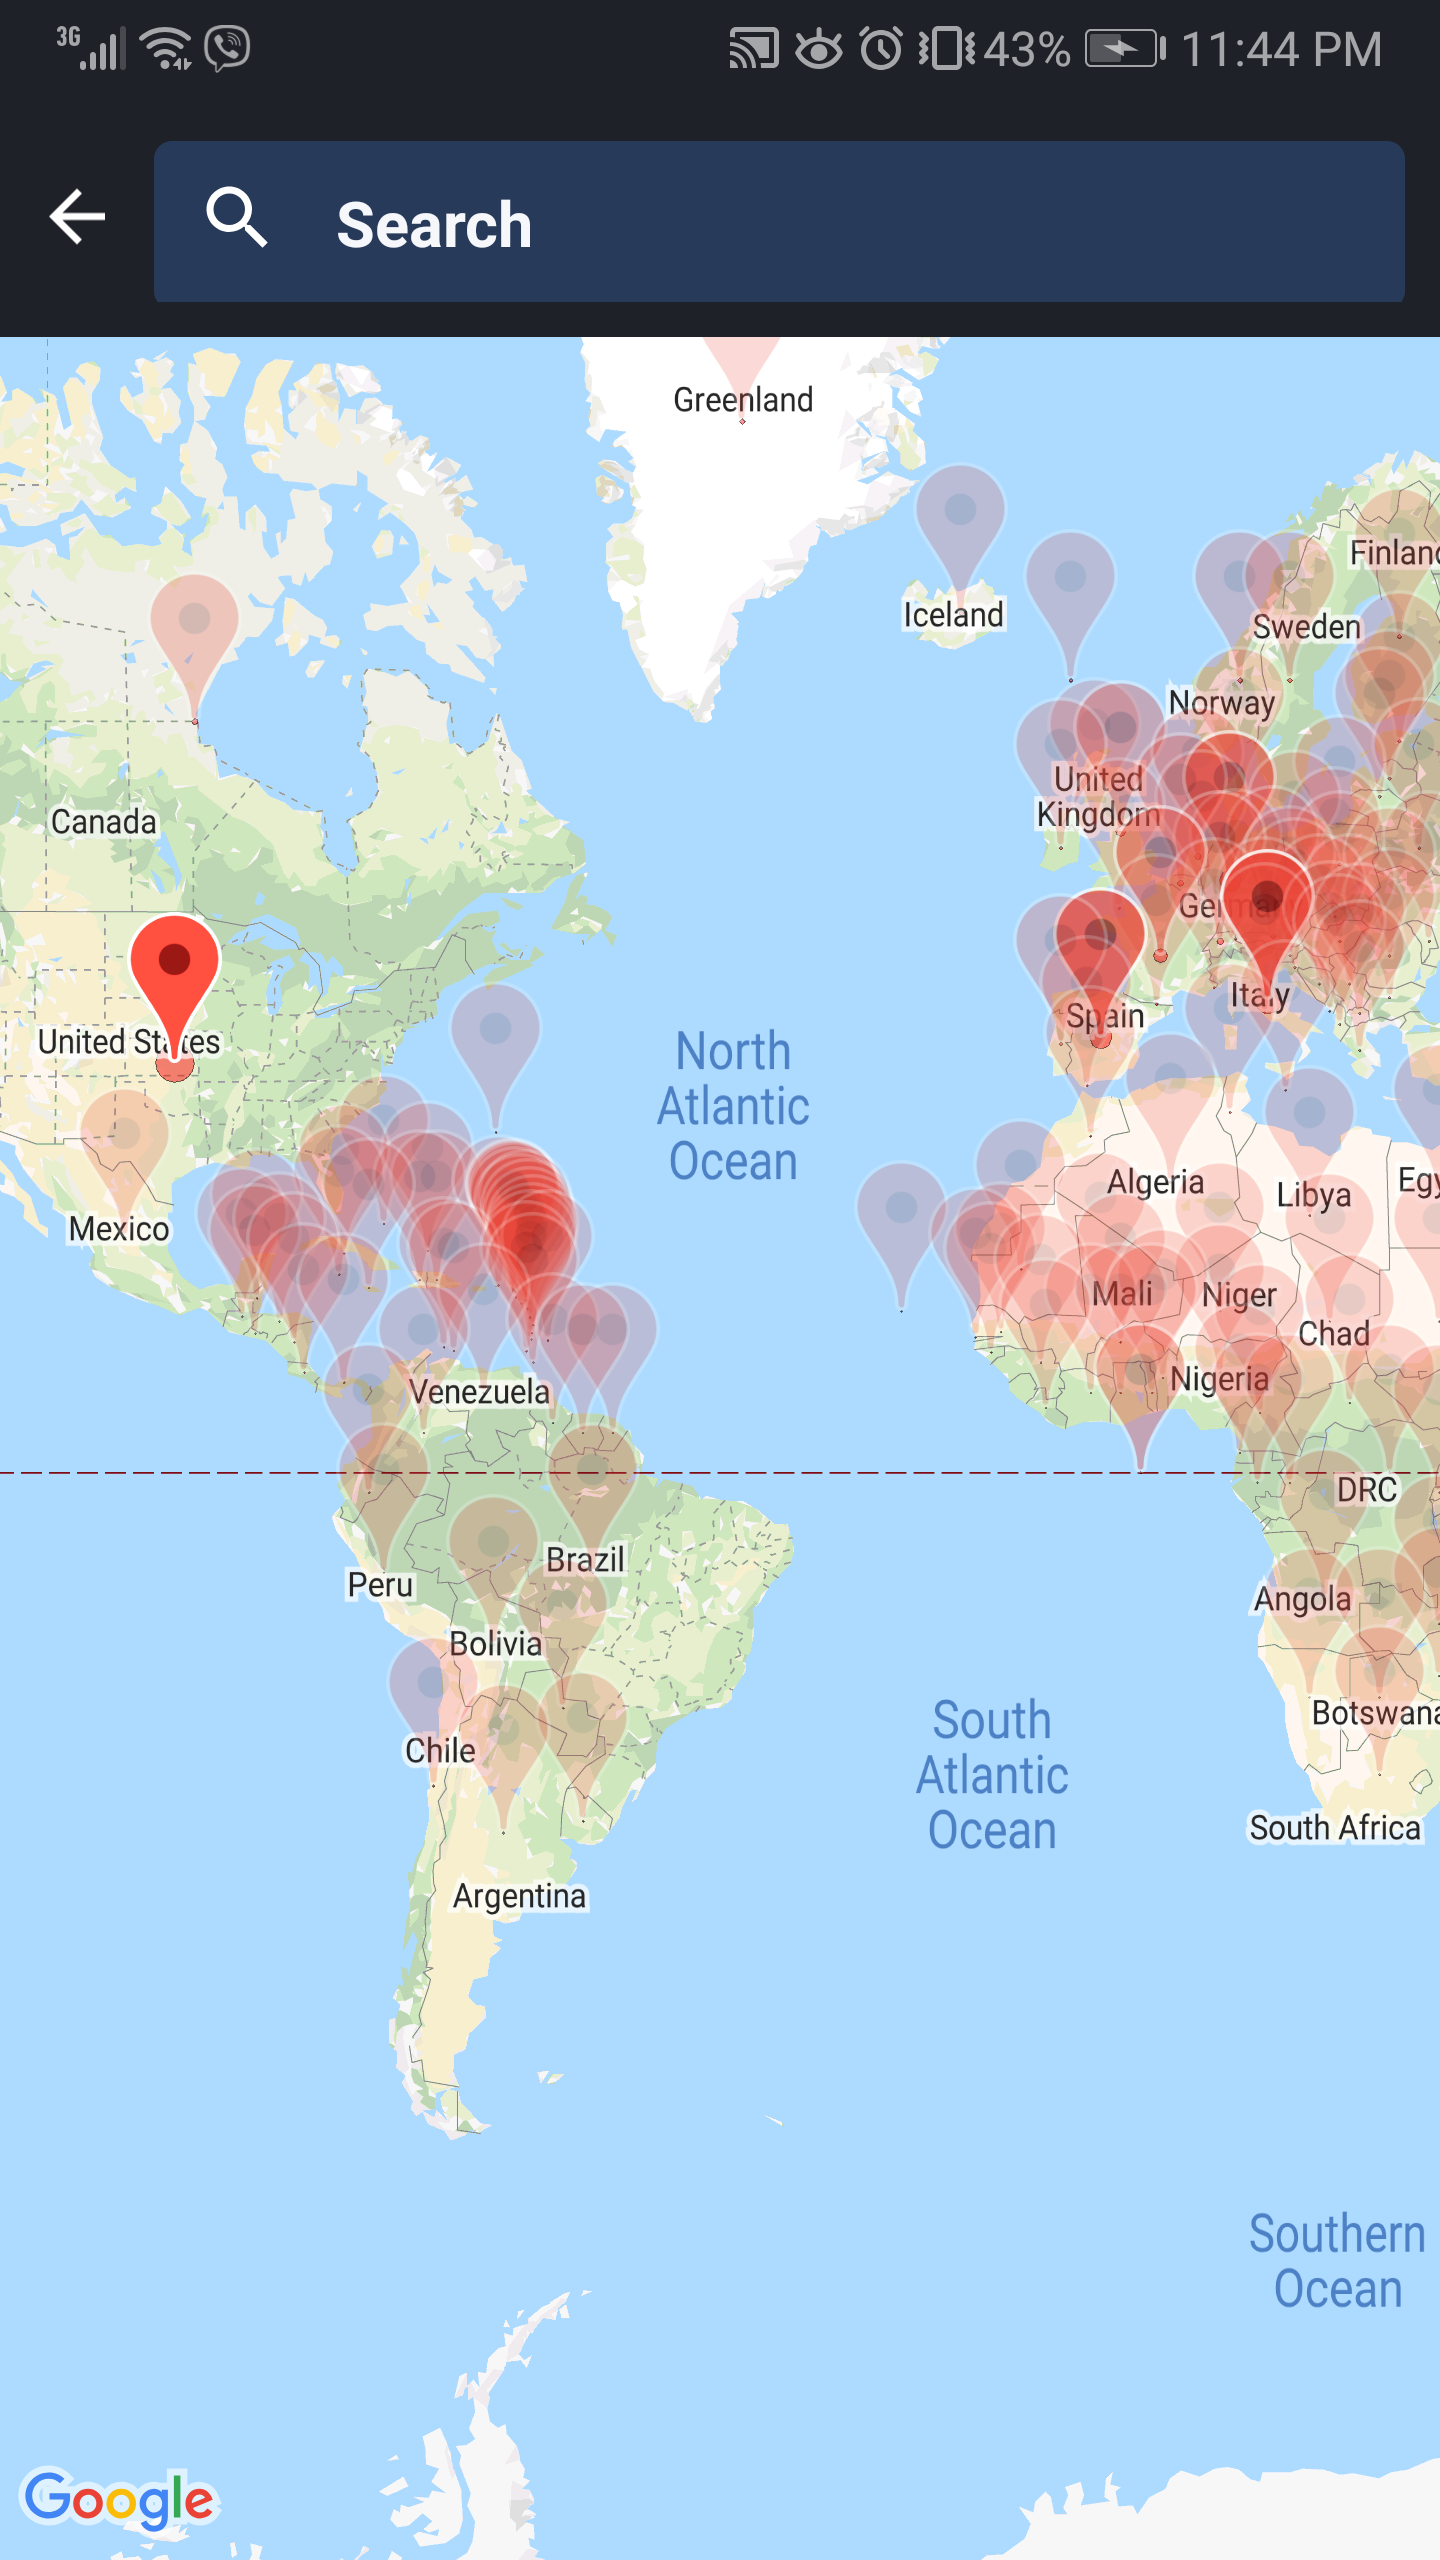 3G 43% 11:44 PM
Search
Greenland
Iceland
Finlan
Sweden
Norway
United
Kingdom
Canada
Germa
United States
Italy
Spain
North
Atlantic
Ocean
Algeria
Libya
Egy
Mexico
Mali
Niger
Chad
Nigeria
Venezuela
DRC
Brazil
Peru
Angola
Bolivia
Botswana
South
Atlantic
Ocean
Chile
South Africa
Argentina
Southern
Ocean
Google